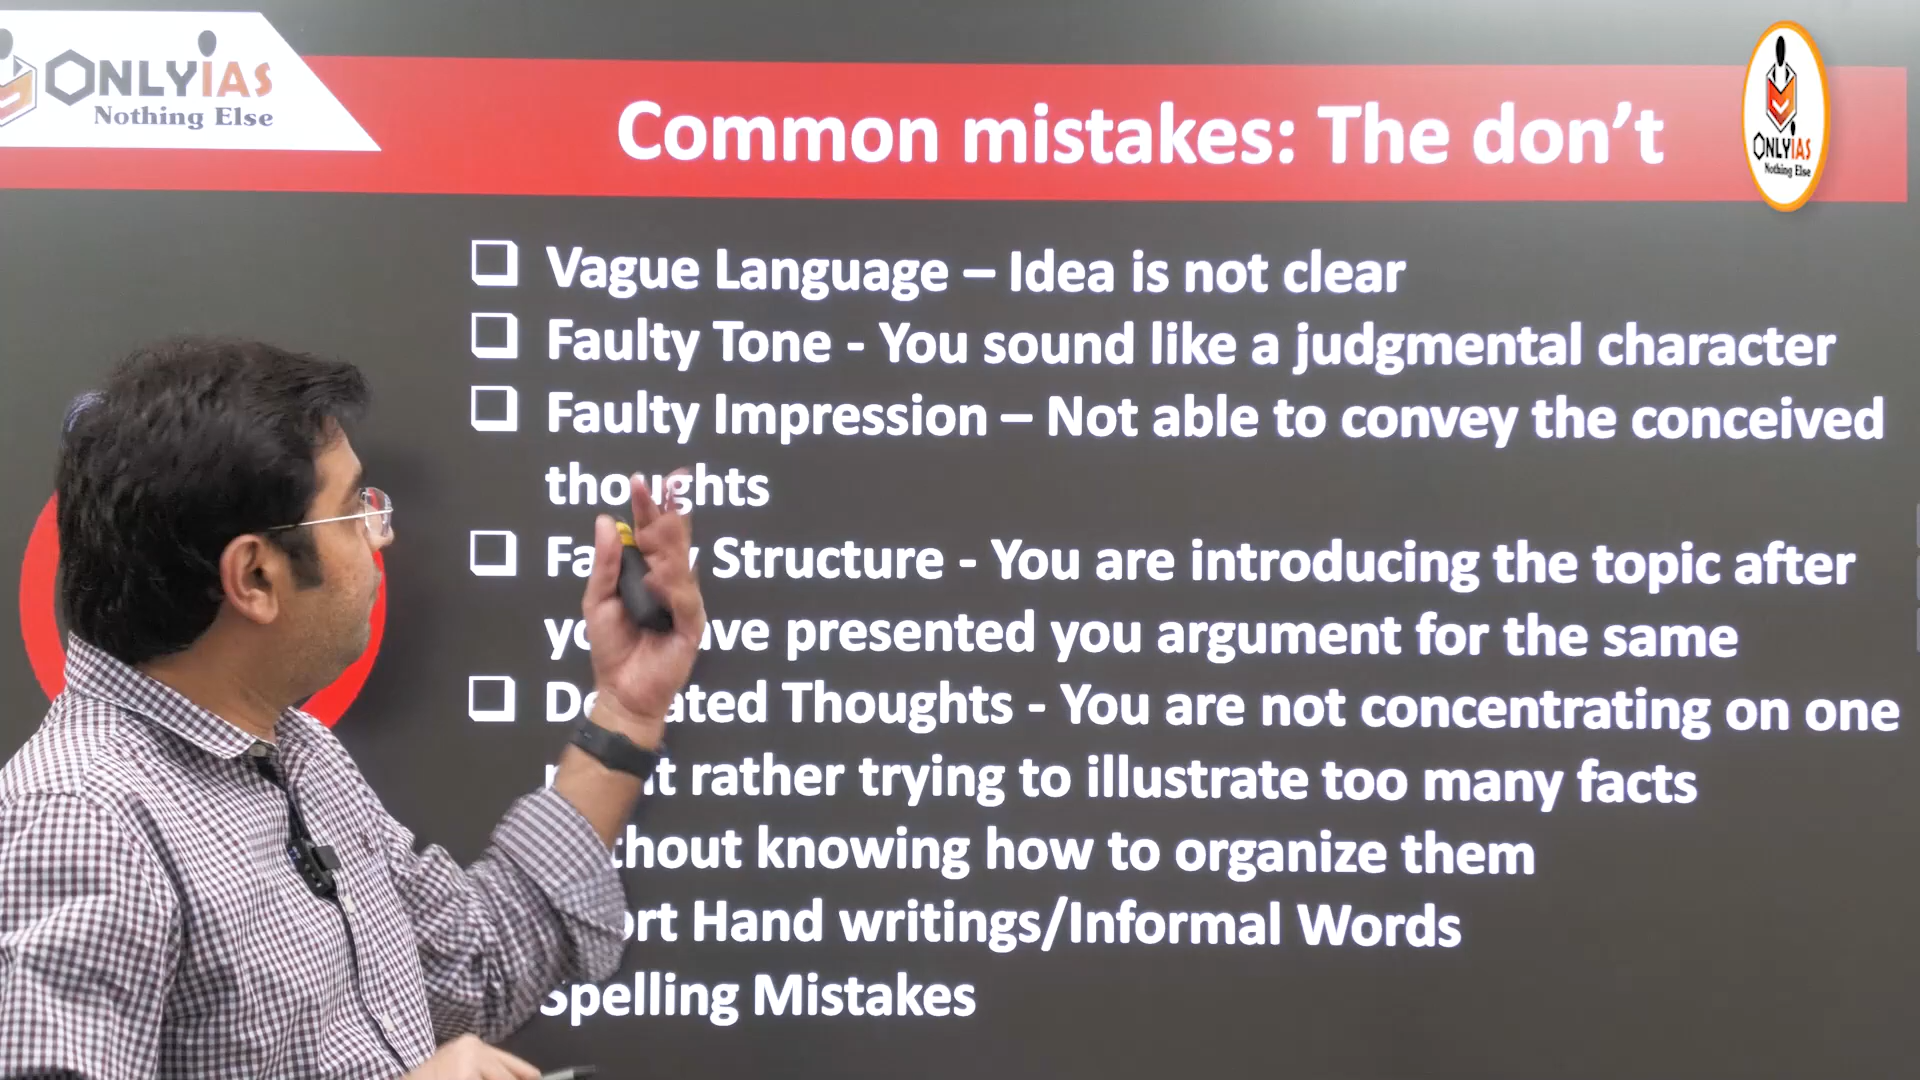 ONLYIAS
Nothing Else
Common mistakes: The don't
ONLYIAS
Nothing Else
Vague Language – Idea is not clear
Faulty Tone - You sound like a judgmental character
Faulty Impression – Not able to convey the conceived
thoughts
Structure - You are introducing the topic after
presented you argument for the same
Thoughts - You are not concentrating on one
rather trying to illustrate too many facts
knowing how to organize them
Hand writings/Informal Words
Spelling Mistakes